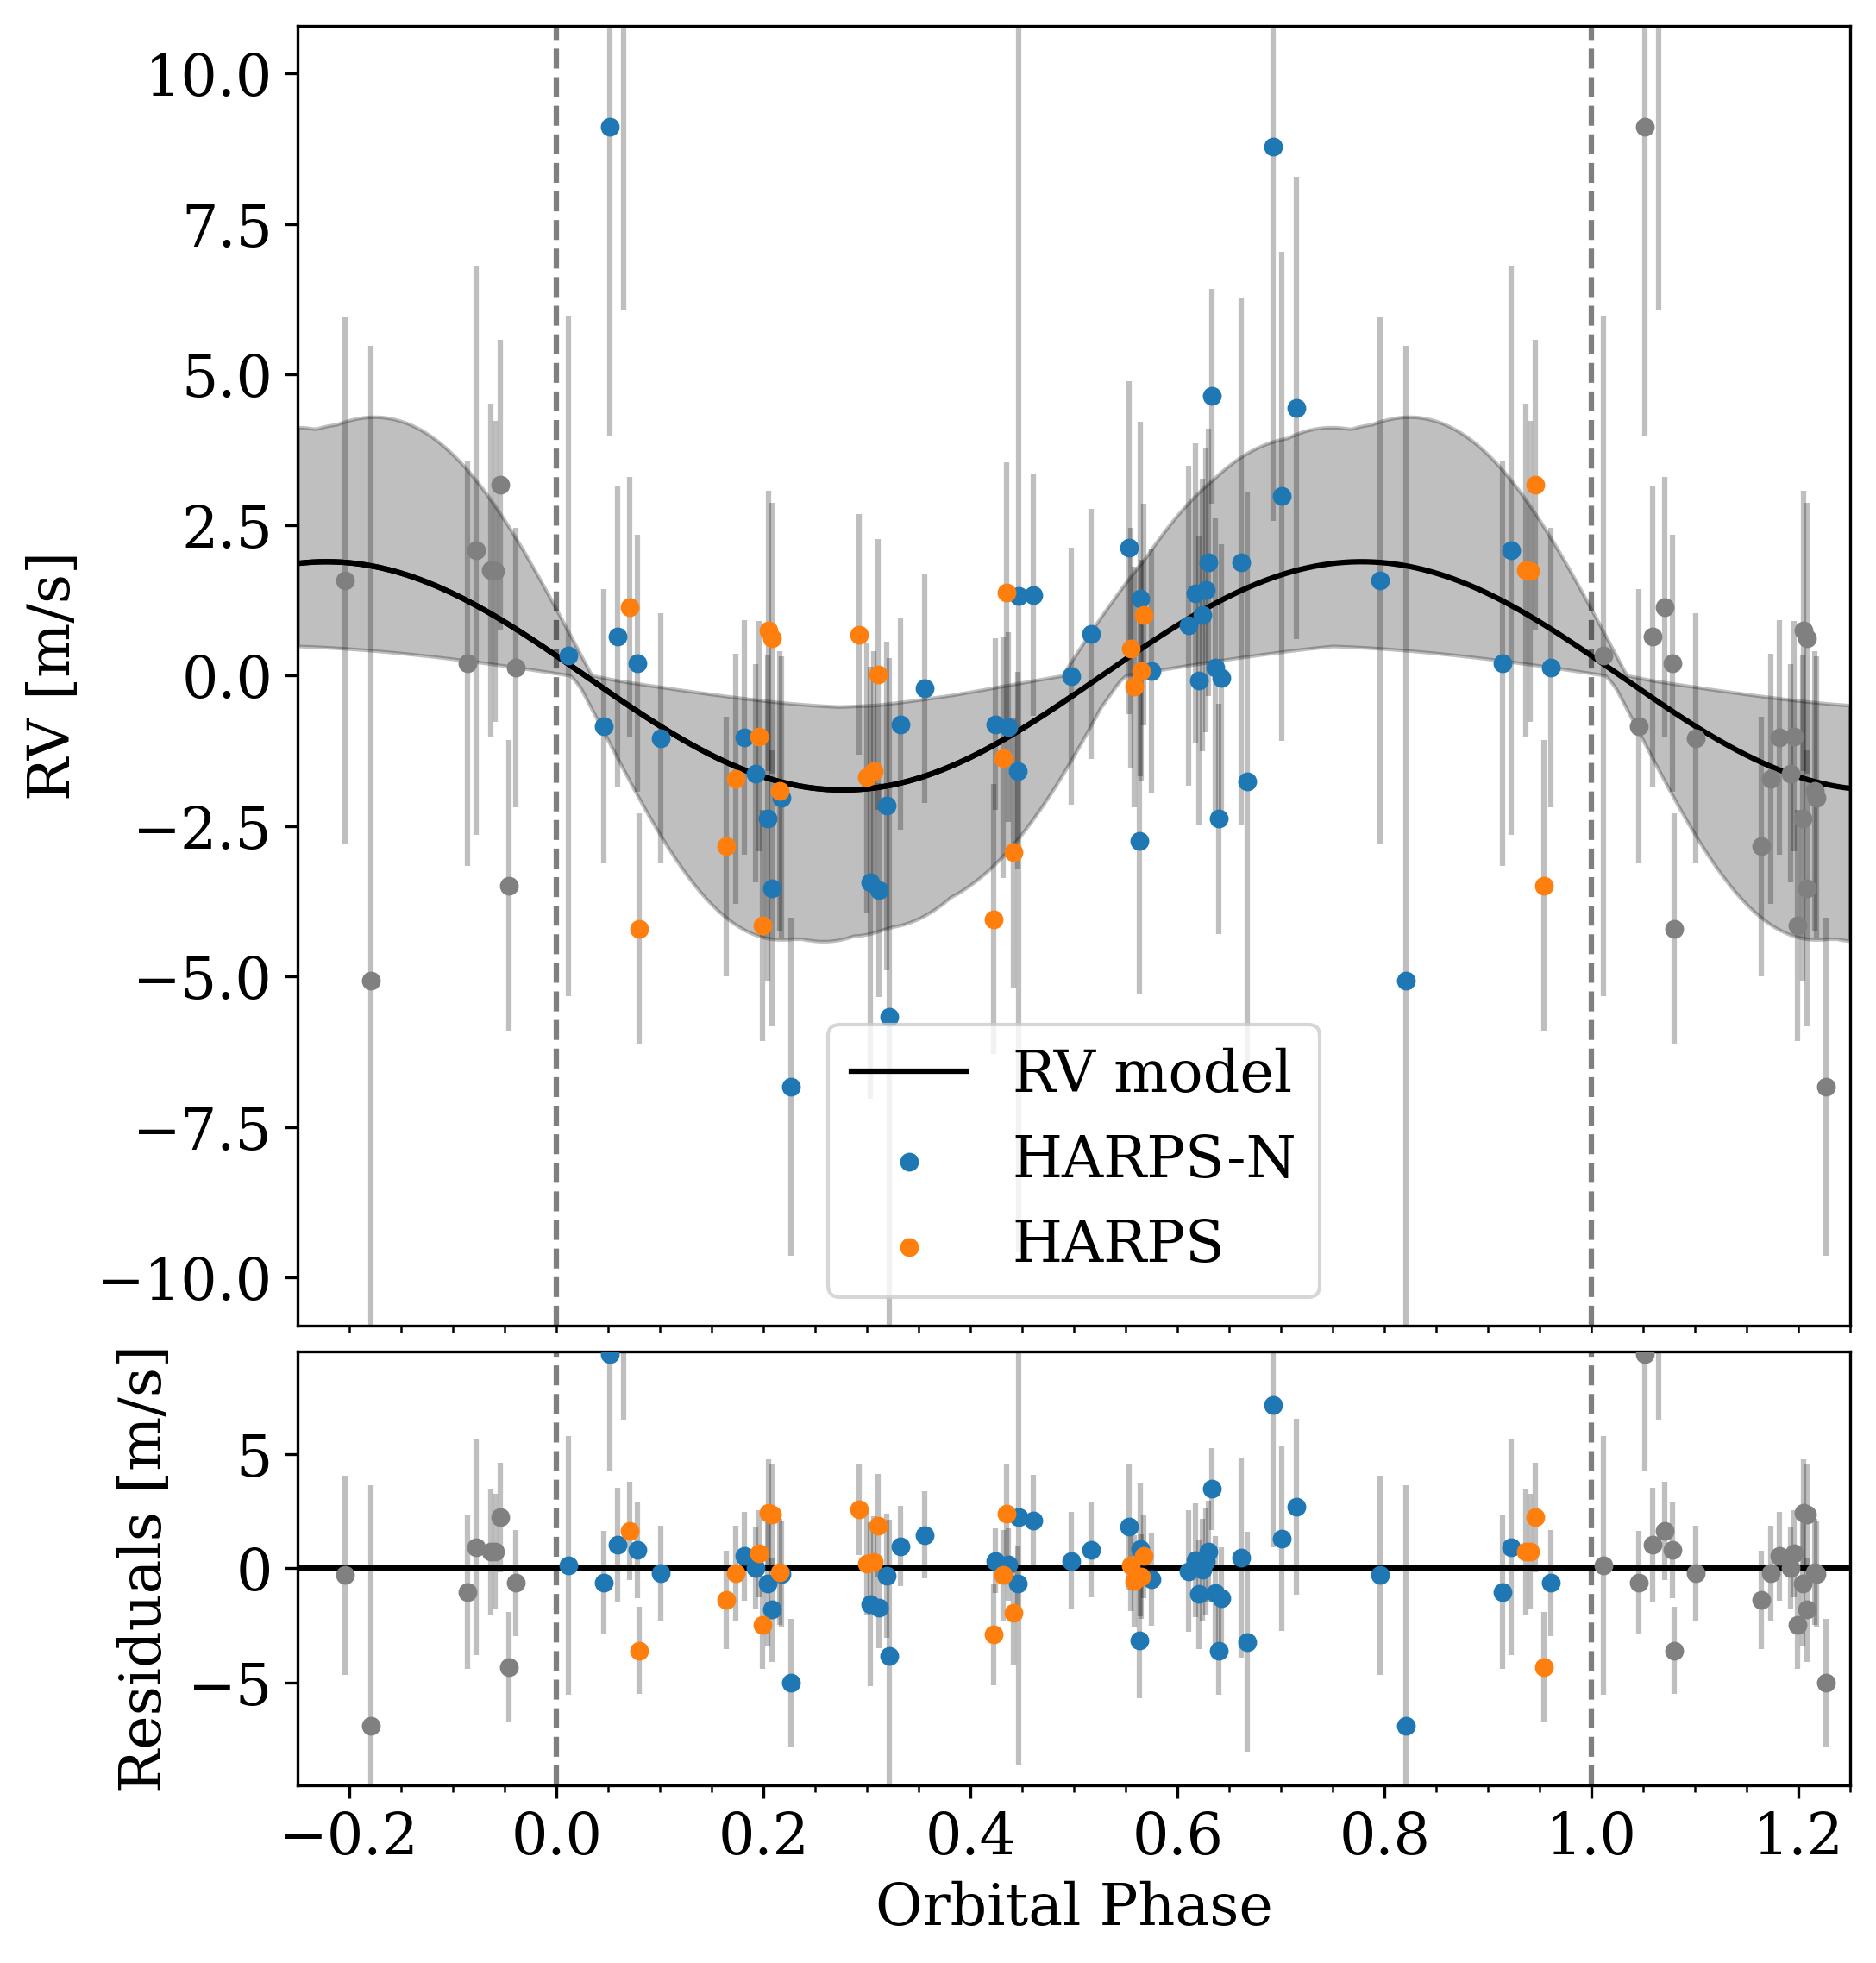 RV [m/s]
10.0
7.5
5.0
2.5
0.0
−2.5
−5.0
−7.5
−10.0
RV model
HARPS-N
HARPS
Residuals [m/s]
5
0
−5
−0.2 0.0 0.2 0.4 0.6 0.8 1.0 1.2
Orbital Phase